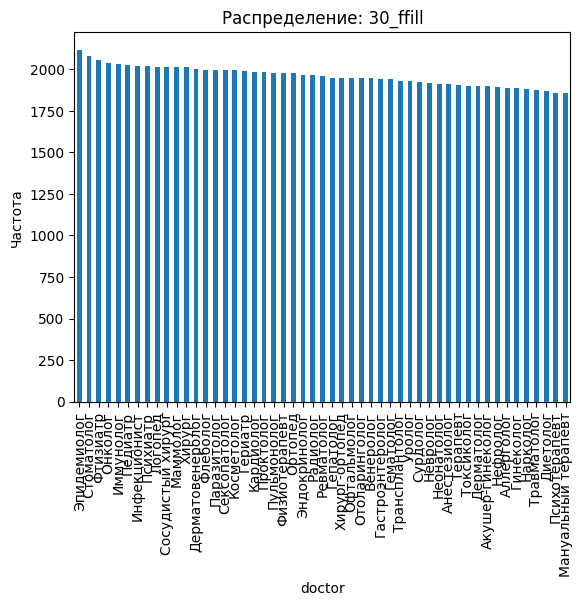 Распределение: 30_ffill
Частота
2000
1750
1500
1250
1000
750
500
250
0
Эпидемиолог
Стоматолог
Фтизиатр
Онколог
Иммунолог
Педиатр
Инфекционист
Психиатр
Логопед
Сосудистый хирург
Маммолог
Хирург
Дерматовенеролог
Флеболог
Паразитолог
Сексопатолог
Косметолог
Гериатр
Кардиолог
Проктолог
Пульмонолог
Физиотерапевт
Ортопед
Эндокринолог
Радиолог
Ревматолог
Гепатолог
Хирург-ортопед
Офтальмолог
Отоларинголог
Венеролог
Гастроэнтеролог
Гематолог
Трансплантолог
Уролог
Сурдолог
Невролог
Неонатолог
Анестезиолог
Терапевт
Токсиколог
Дерматолог
Акушер-гинеколог
Нефролог
Аллерголог
Гинеколог
Нарколог
Травматолог
Диетолог
Психотерапевт
Мануальный терапевт
doctor